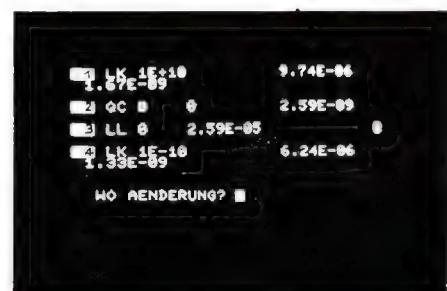 1 LK 1E+10 9.74E-06
1.67E-09
2 QC 0 0 2.59E-09
3 LL 0 2.59E-05 0
4 LK 1E-10 6.24E-06
1.33E-09
WO AENDERUNG?